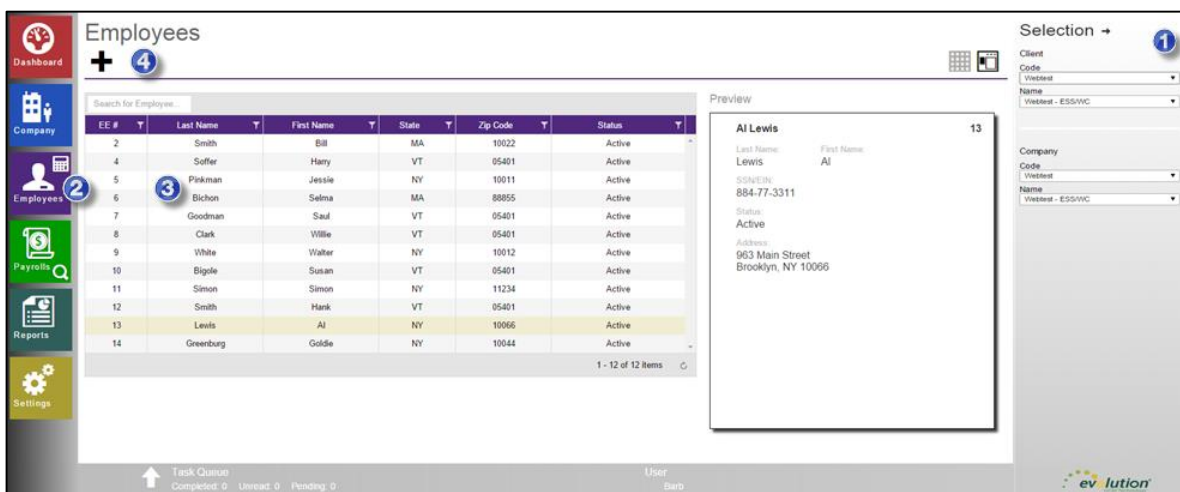 Dashboard
Company
Employees
Payrolls
Reports
Settings
Employees
4
Search for Employee...
EE # Last Name First Name State Zip Code Status
2 Smith Bill MA 10022 Active
4 Soffer Harry VT 05401 Active
5 Pinkman Jessie NY 10011 Active
6 Bichon Selma MA 88855 Active
7 Goodman Saul VT 05401 Active
8 Clark Willie VT 05401 Active
9 White Walter NY 10012 Active
10 Bigole Susan VT 05401 Active
11 Simon Simon NY 11234 Active
12 Smith Hank VT 05401 Active
13 Lewis Al NY 10066 Active
14 Greenburg Goldie NY 10044 Active
2
3
1 - 12 of 12 items
Preview
Al Lewis 13
Last Name: First Name:
Lewis Al
SSN/EIN:
884-77-3311
Status:
Active
Address:
963 Main Street
Brooklyn, NY 10066
Selection
1
Client
Code
Webtest
Name
Webtest - ESS/WC
Company
Code
Webtest
Name
Webtest - ESS/WC
Task Queue
Completed: 0 Unread: 0 Pending: 0
User
Barb
evolution